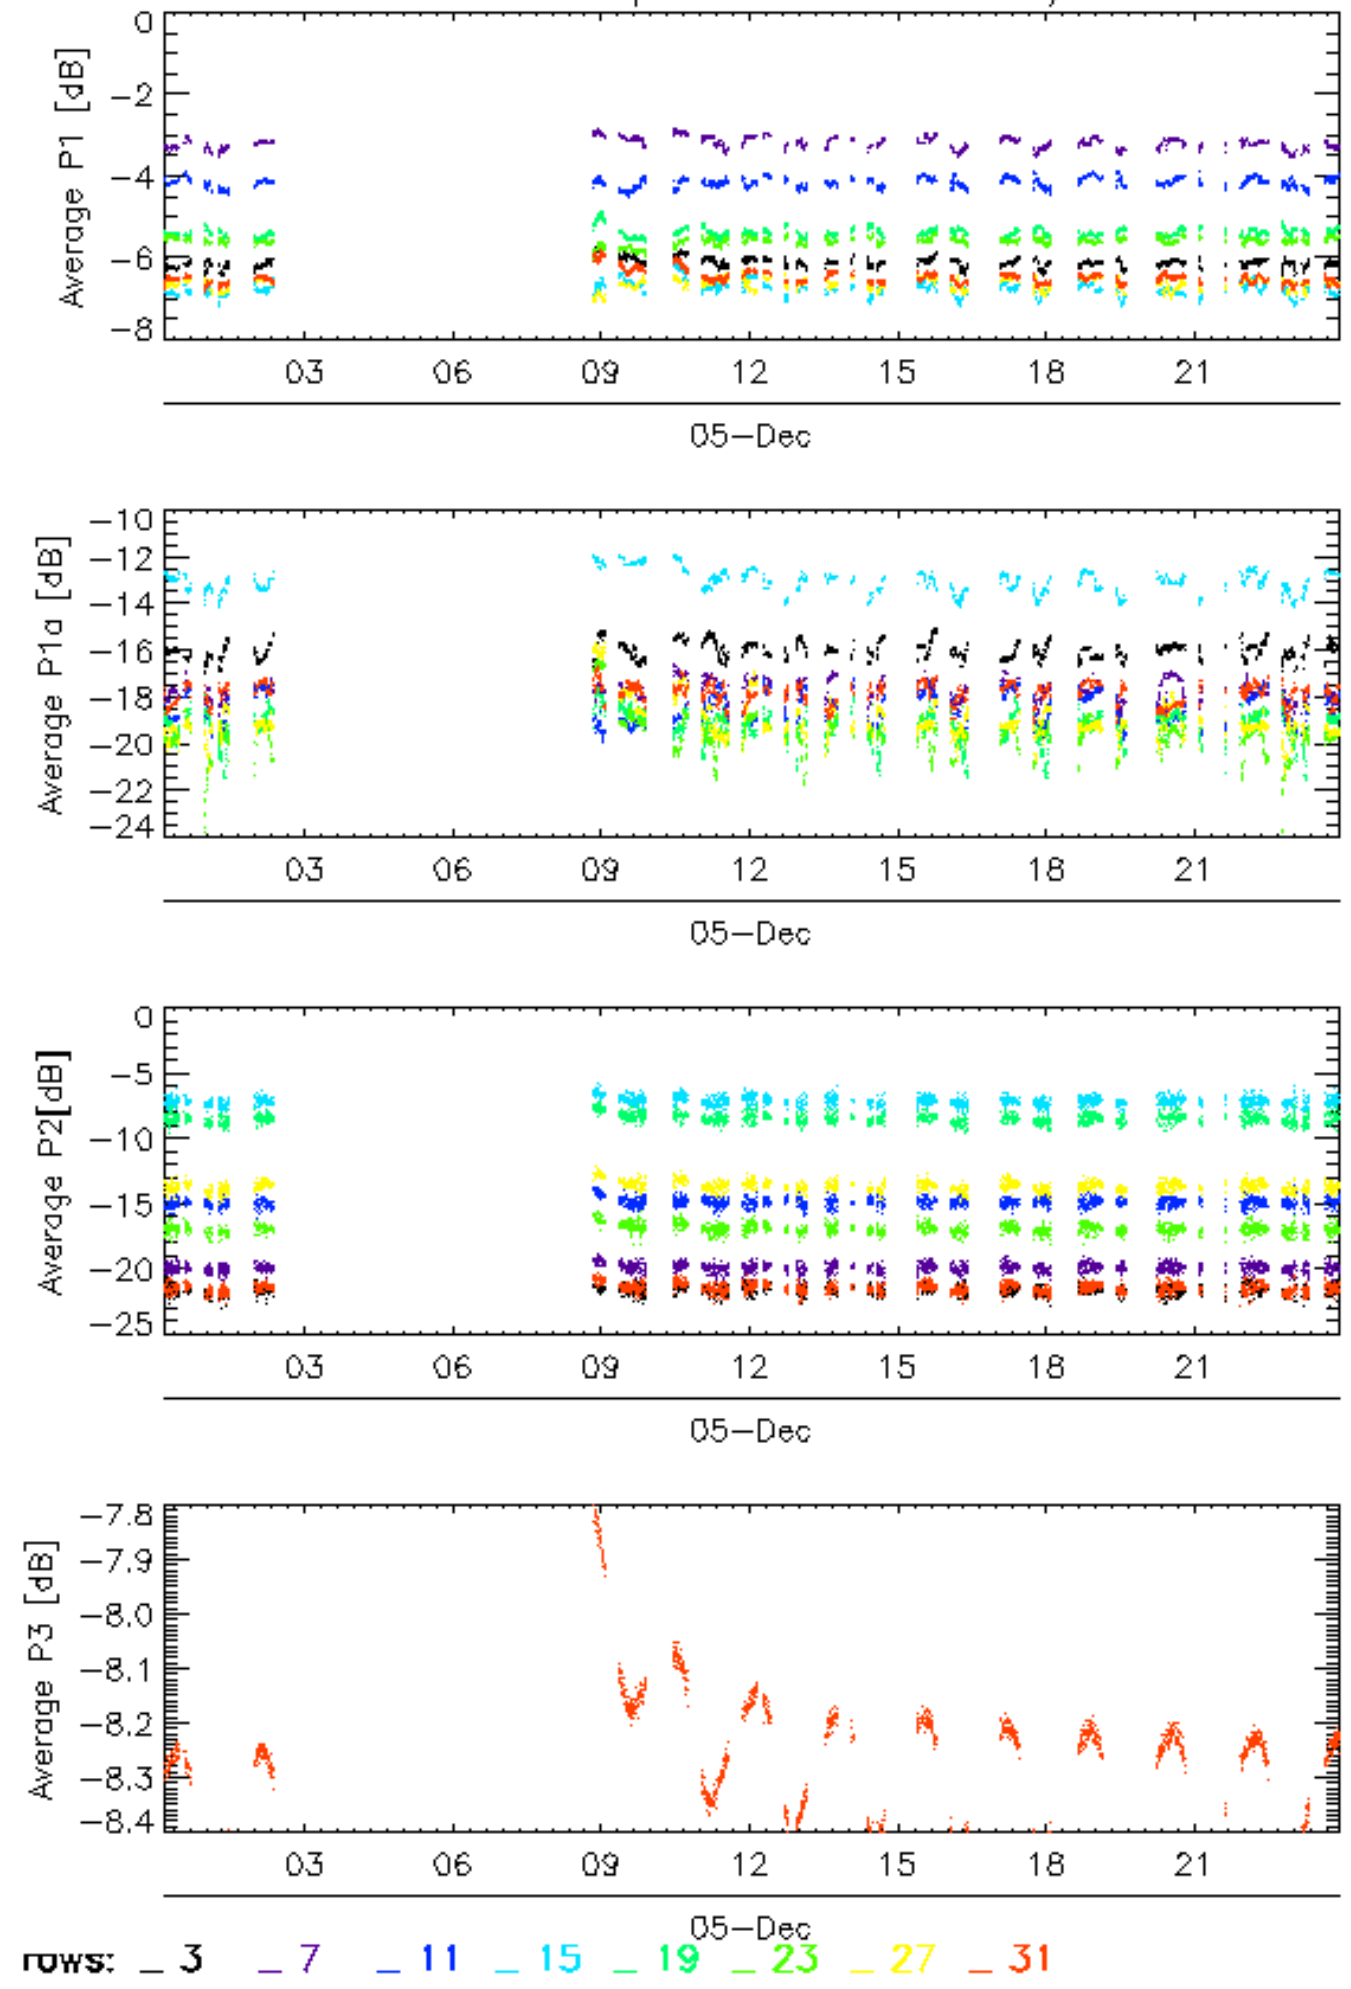 Average P1 [dB]
0
−2
−4
−6
−8
03 06 09 12 15 18 21
05−Dec
Average P1a [dB]
−10
−12
−14
−16
−18
−20
−22
−24
03 06 09 12 15 18 21
05−Dec
Average P2[dB]
0
−5
−10
−15
−20
−25
03 06 09 12 15 18 21
05−Dec
Average P3 [dB]
−7.8
−7.9
−8.0
−8.1
−8.2
−8.3
−8.4
03 06 09 12 15 18 21
05−Dec
rows: _ 3 _ 7 _ 11 _ 15 _ 19 _ 23 _ 27 _ 31